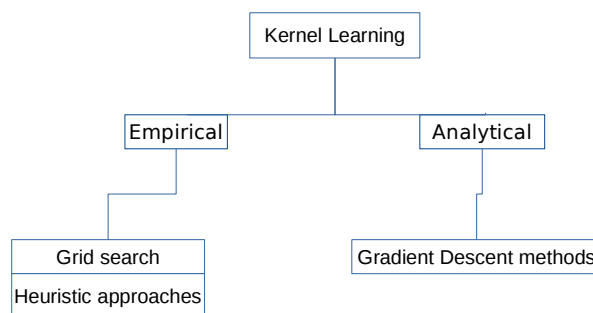 Kernel Learning
Empirical
Analytical
Grid search
Gradient Descent methods
Heuristic approaches